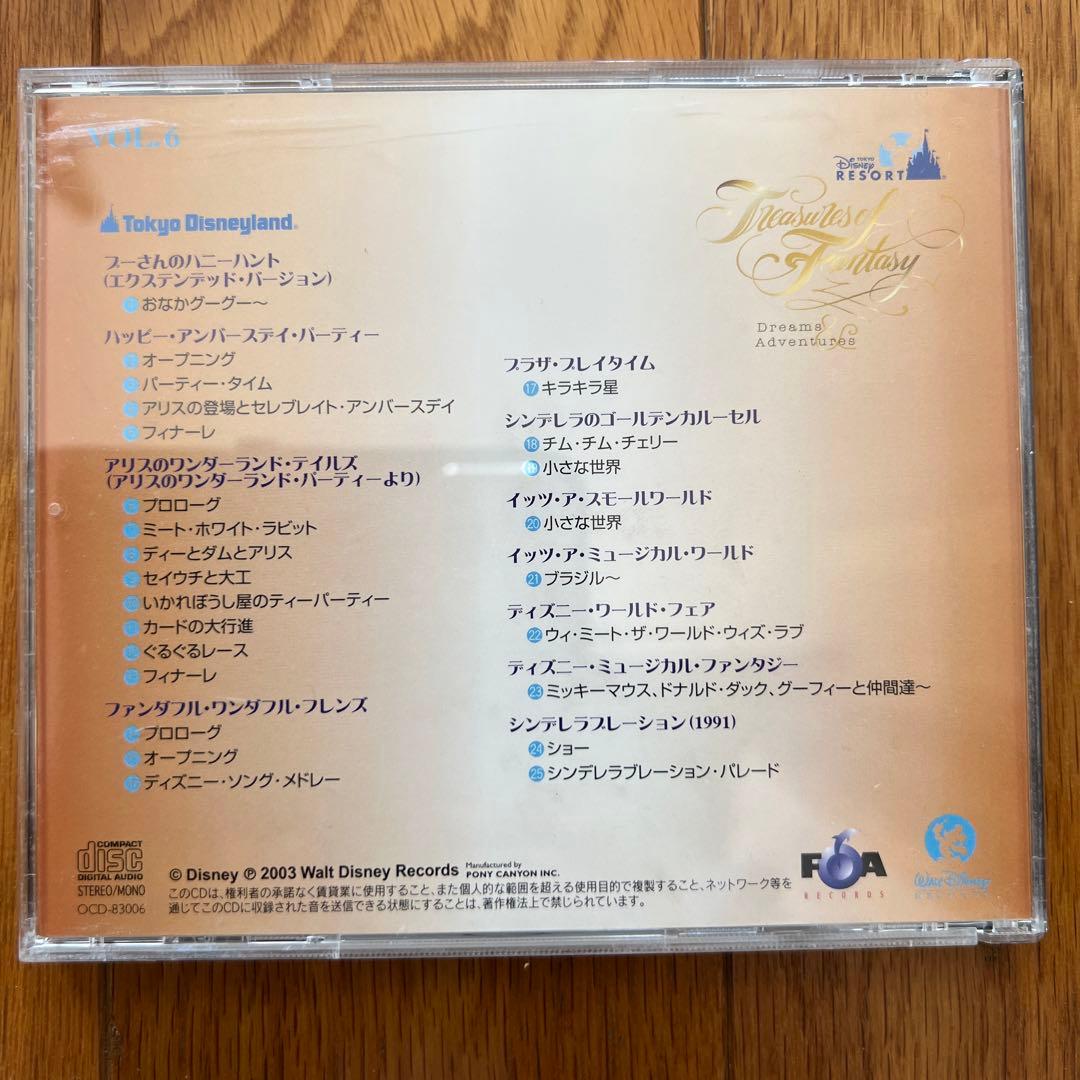 VOL. 6
Tokyo Disneyland
プーさんのハニーハント
(エクステンデッド・バージョン)
おなかグーグー〜
ハッピー・アンバースデイ・パーティー
オープニング
パーティー・タイム
アリスの登場とセレブレイト・アンバースデイ
フィナーレ
アリスのワンダーランド・テイルズ
(アリスのワンダーランド・パーティーより)
プロローグ
ミート・ホワイト・ラビット
ディーとダムとアリス
セイウチと大工
いかれぼうし屋のティーパーティー
カードの大行進
ぐるぐるレース
フィナーレ
ファンダフル・ワンダフル・フレンズ
プロローグ
オープニング
ディズニー・ソング・メドレー
TOKYO
Disney
RESORT
Treasures of
Fantasy
Dreams
&
Adventures
プラザ・プレイタイム
17 キラキラ星
シンデレラのゴールデンカルーセル
18 チム・チム・チェリー
19 小さな世界
イッツ・ア・スモールワールド
20 小さな世界
イッツ・ア・ミュージカル・ワールド
21 ブラジル〜
ディズニー・ワールド・フェア
22 ウィ・ミート・ザ・ワールド・ウィズ・ラブ
ディズニー・ミュージカル・ファンタジー
23 ミッキーマウス、ドナルド・ダック、グーフィーと仲間達〜
シンデレラブレーション(1991)
24 ショー
25 シンデレラブレーション・パレード
COMPACT
disc
DIGITAL AUDIO
STEREO/MONO
OCD-83006
© Disney ℗ 2003 Walt Disney Records Manufactured by PONY CANYON INC.
このCDは、権利者の承諾なく賃貸業に使用すること、また個人的な範囲を超える使用目的で複製すること、ネットワーク等を
通じてこのCDに収録された音を送信できる状態にすることは、著作権法上で禁じられています。
FOA
RECORDS
WALT DISNEY
RECORDS